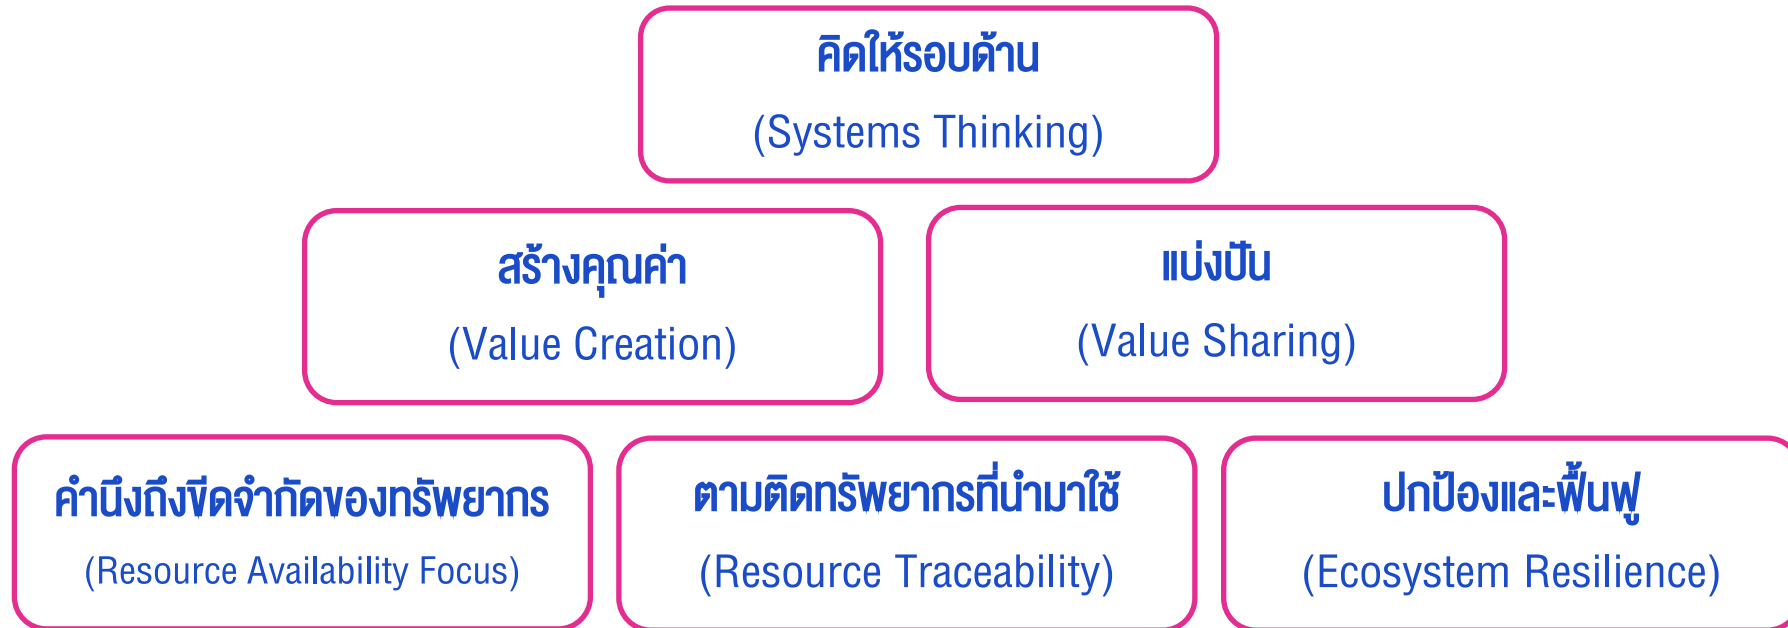 คิดให้รอบด้าน
(Systems Thinking)
สร้างคุณค่า
(Value Creation)
แบ่งปัน
(Value Sharing)
คำนึงถึงขีดจำกัดของทรัพยากร
(Resource Availability Focus)
ตามติดทรัพยากรที่นำมาใช้
(Resource Traceability)
ปกป้องและฟื้นฟู
(Ecosystem Resilience)